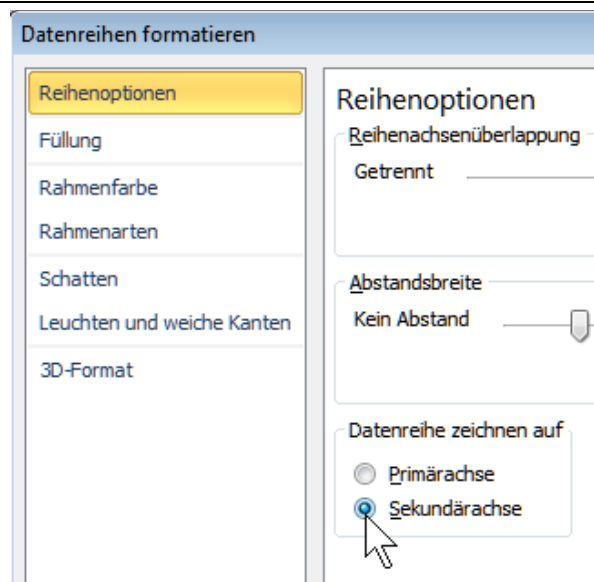 Datenreihen formatieren
Reihenoptionen
Füllung
Rahmenfarbe
Rahmenarten
Schatten
Leuchten und weiche Kanten
3D-Format
Reihenoptionen
Reihenachsenüberlappung
Getrennt
Abstandsbreite
Kein Abstand
Datenreihe zeichnen auf
Primärachse
Sekundärachse